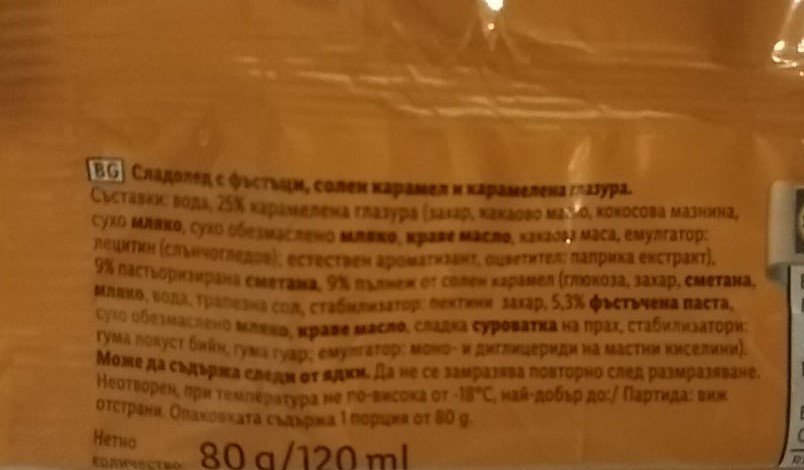 BG Сладолед с фъстъци, солен карамел и карамелена глазура.
Съставки: вода, 25% карамелена глазура (захар, какаово масло, кокосова мазнина,
сухо мляко, сухо обезмаслено мляко, краве масло, какаова маса, емулгатор:
лецитин (слънчогледов); естествен ароматизант, оцветител: паприка екстракт),
9% пастьоризирана сметана, 9% пълнеж от солен карамел (глюкоза, захар, сметана,
мляко, вода, трапезна сол, стабилизатор: пектини), захар, 5,3% фъстъчена паста,
сухо обезмаслено мляко, краве масло, сладка суроватка на прах, стабилизатори:
гума локуст бийн, гума гуар; емулгатор: моно- и диглицериди на мастни киселини).
Може да съдържа следи от ядки. Да не се замразява повторно след размразяване.
Неотворен, при температура не по-висока от -18°C, най-добър до:/ Партида: виж
отстрани. Опаковката съдържа 1 порция от 80 g.
Нетно
количество: 80 g/120 ml